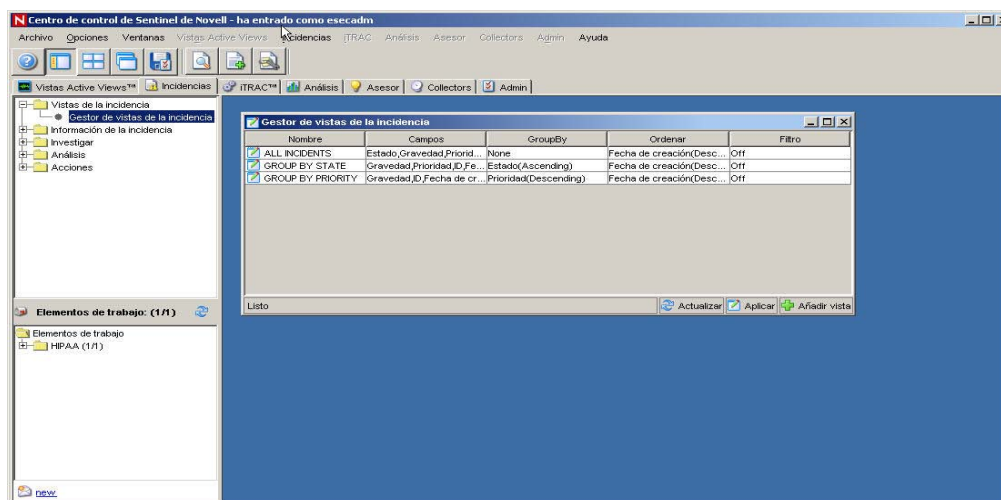 Centro de control de Sentinel de Novell - ha entrado como esecadm
Archivo Opciones Ventanas Vistas Active Views Incidencias iTRAC Análisis Asesor Collectors Admin Ayuda
Vistas Active Views™ Incidencias iTRAC™ Análisis Asesor Collectors Admin
Vistas de la incidencia
Gestor de vistas de la incidencia
Información de la incidencia
Investigar
Análisis
Acciones
Gestor de vistas de la incidencia
Nombre Campos GroupBy Ordenar Filtro
ALL INCIDENTS Estado,Gravedad,Priorid... None Fecha de creación(Desc... Off
GROUP BY STATE Gravedad,Prioridad,ID,Fe... Estado(Ascending) Fecha de creación(Desc... Off
GROUP BY PRIORITY Gravedad,ID,Fecha de cr... Prioridad(Descending) Fecha de creación(Desc... Off
Listo Actualizar Aplicar Añadir vista
Elementos de trabajo: (1/1)
Elementos de trabajo
HIPAA (1/1)
new